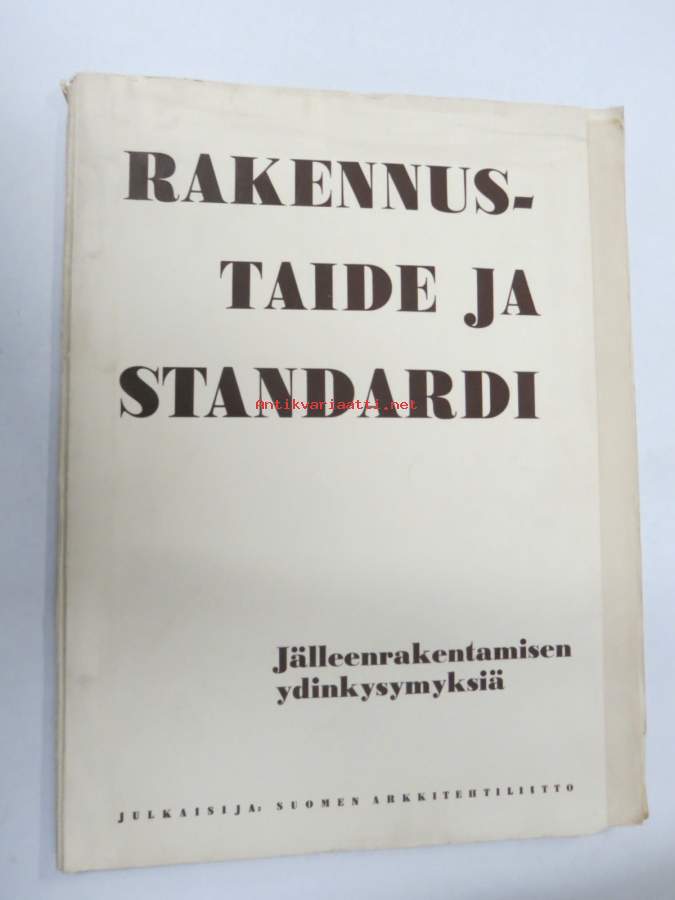 RAKENNUS-
TAIDE JA
STANDARDI
Antikvariaatti.net
Jälleenrakentamisen
ydinkysymyksiä
JULKAISIJA: SUOMEN ARKKITEHTILIITTO